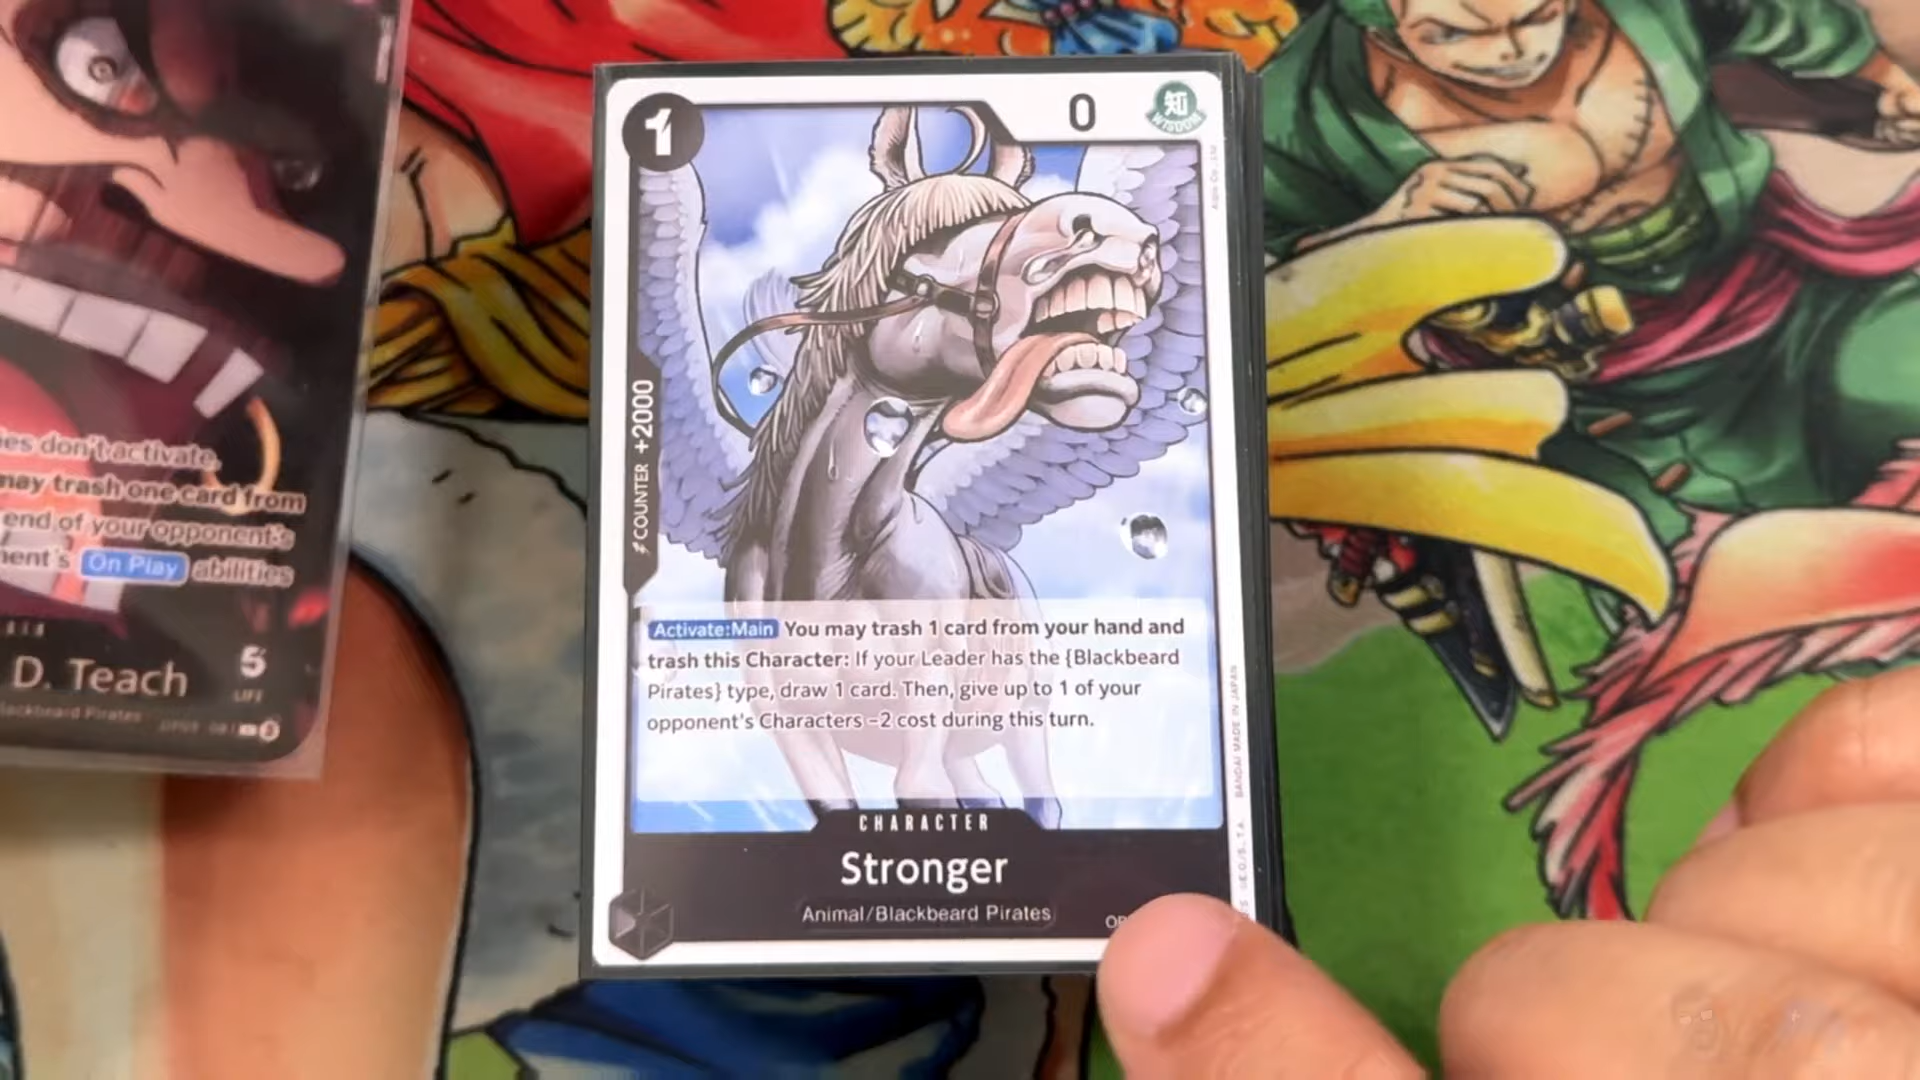 ies don't activate.
may trash one card from
end of your opponent's
nent's On Play abilities
D. Teach
5
LIFE
Blackbeard Pirates
1
0
知
WISDOM
COUNTER +2000
Activate:Main You may trash 1 card from your hand and
trash this Character: If your Leader has the {Blackbeard
Pirates} type, draw 1 card. Then, give up to 1 of your
opponent's Characters -2 cost during this turn.
CHARACTER
Stronger
Animal/Blackbeard Pirates
OP
BANDAI MADE IN JAPAN